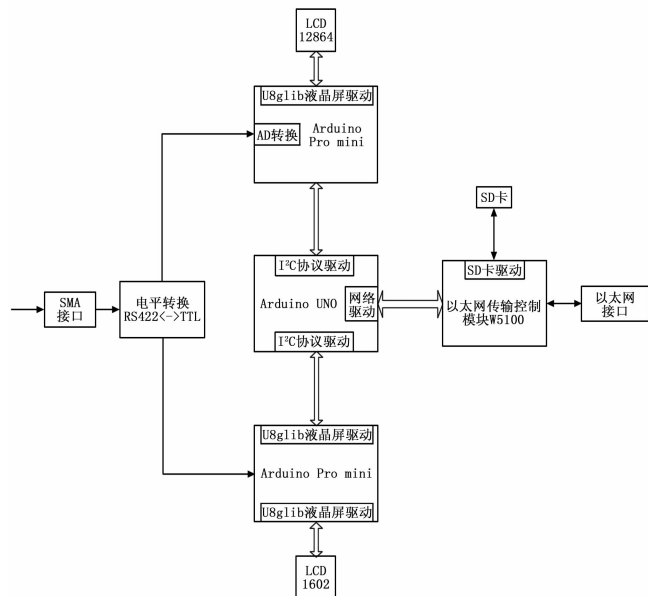 LCD
12864
U8glib液晶屏驱动
AD转换
Arduino
Pro mini
SD卡
I²C协议驱动
SD卡驱动
SMA
接口
电平转换
RS422<->TTL
Arduino UNO
网络
驱动
以太网传输控制
模块W5100
以太网
接口
I²C协议驱动
U8glib液晶屏驱动
Arduino Pro mini
U8glib液晶屏驱动
LCD
1602